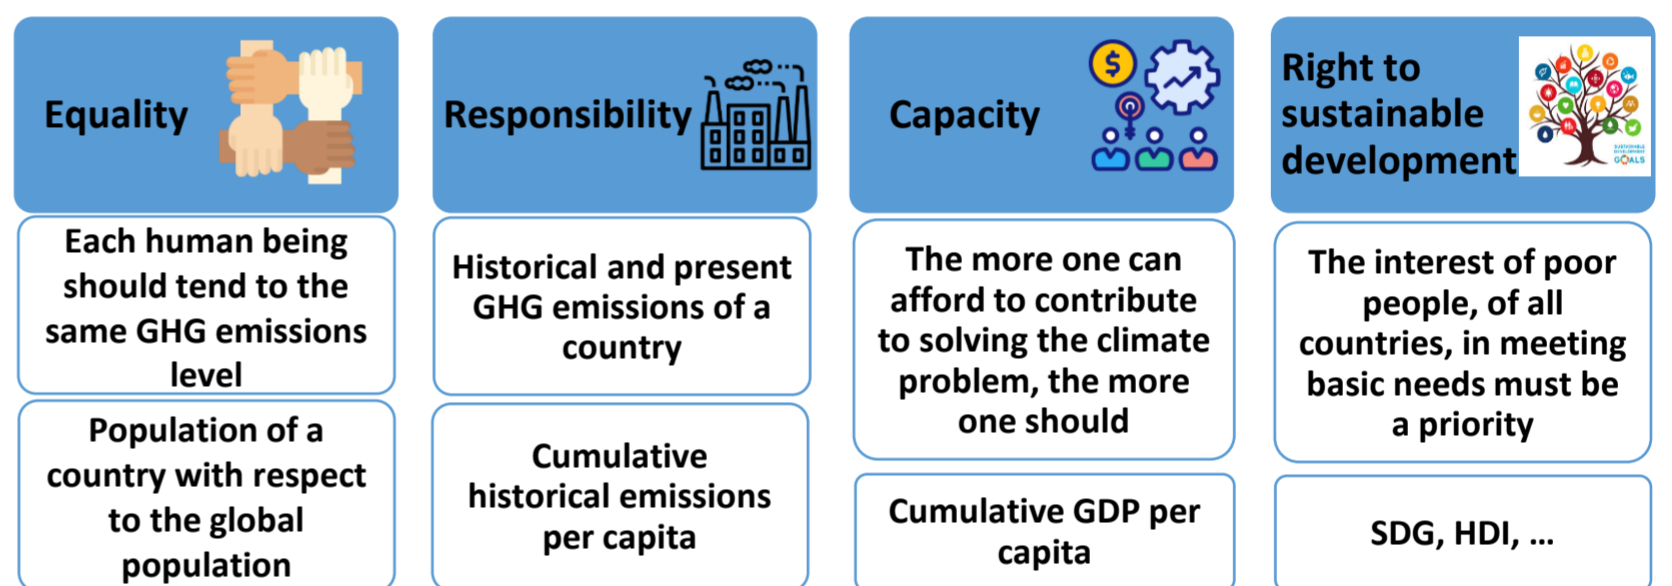 Equality
Each human being
should tend to the
same GHG emissions
level
Population of a
country with respect
to the global
population
Responsibility
Historical and present
GHG emissions of a
country
Cumulative
historical emissions
per capita
Capacity
$
The more one can
afford to contribute
to solving the climate
problem, the more
one should
Cumulative GDP per
capita
Right to
sustainable
development
SUSTAINABLE
DEVELOPMENT
GOALS
The interest of poor
people, of all
countries, in meeting
basic needs must be
a priority
SDG, HDI, ...